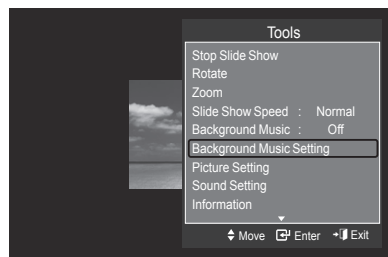 Tools
Stop Slide Show
Rotate
Zoom
Slide Show Speed : Normal
Background Music : Off
Background Music Setting
Picture Setting
Sound Setting
Information
Move Enter Exit